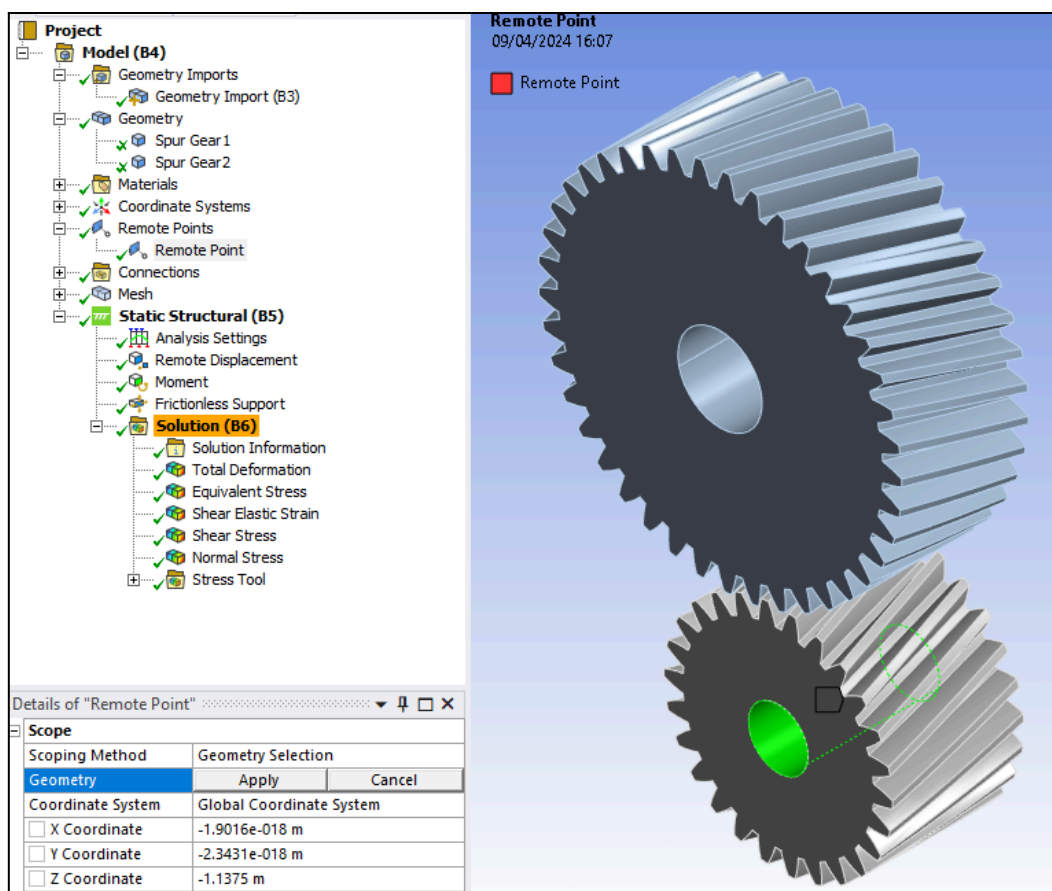 Project
Model (B4)
Geometry Imports
Geometry Import (B3)
Geometry
Spur Gear1
Spur Gear2
Materials
Coordinate Systems
Remote Points
Remote Point
Connections
Mesh
Static Structural (B5)
Analysis Settings
Remote Displacement
Moment
Frictionless Support
Solution (B6)
Solution Information
Total Deformation
Equivalent Stress
Shear Elastic Strain
Shear Stress
Normal Stress
Stress Tool
Details of "Remote Point"
Scope
Scoping Method Geometry Selection
Geometry Apply Cancel
Coordinate System Global Coordinate System
X Coordinate -1.9016e-018 m
Y Coordinate -2.3431e-018 m
Z Coordinate -1.1375 m
Remote Point
09/04/2024 16:07
Remote Point